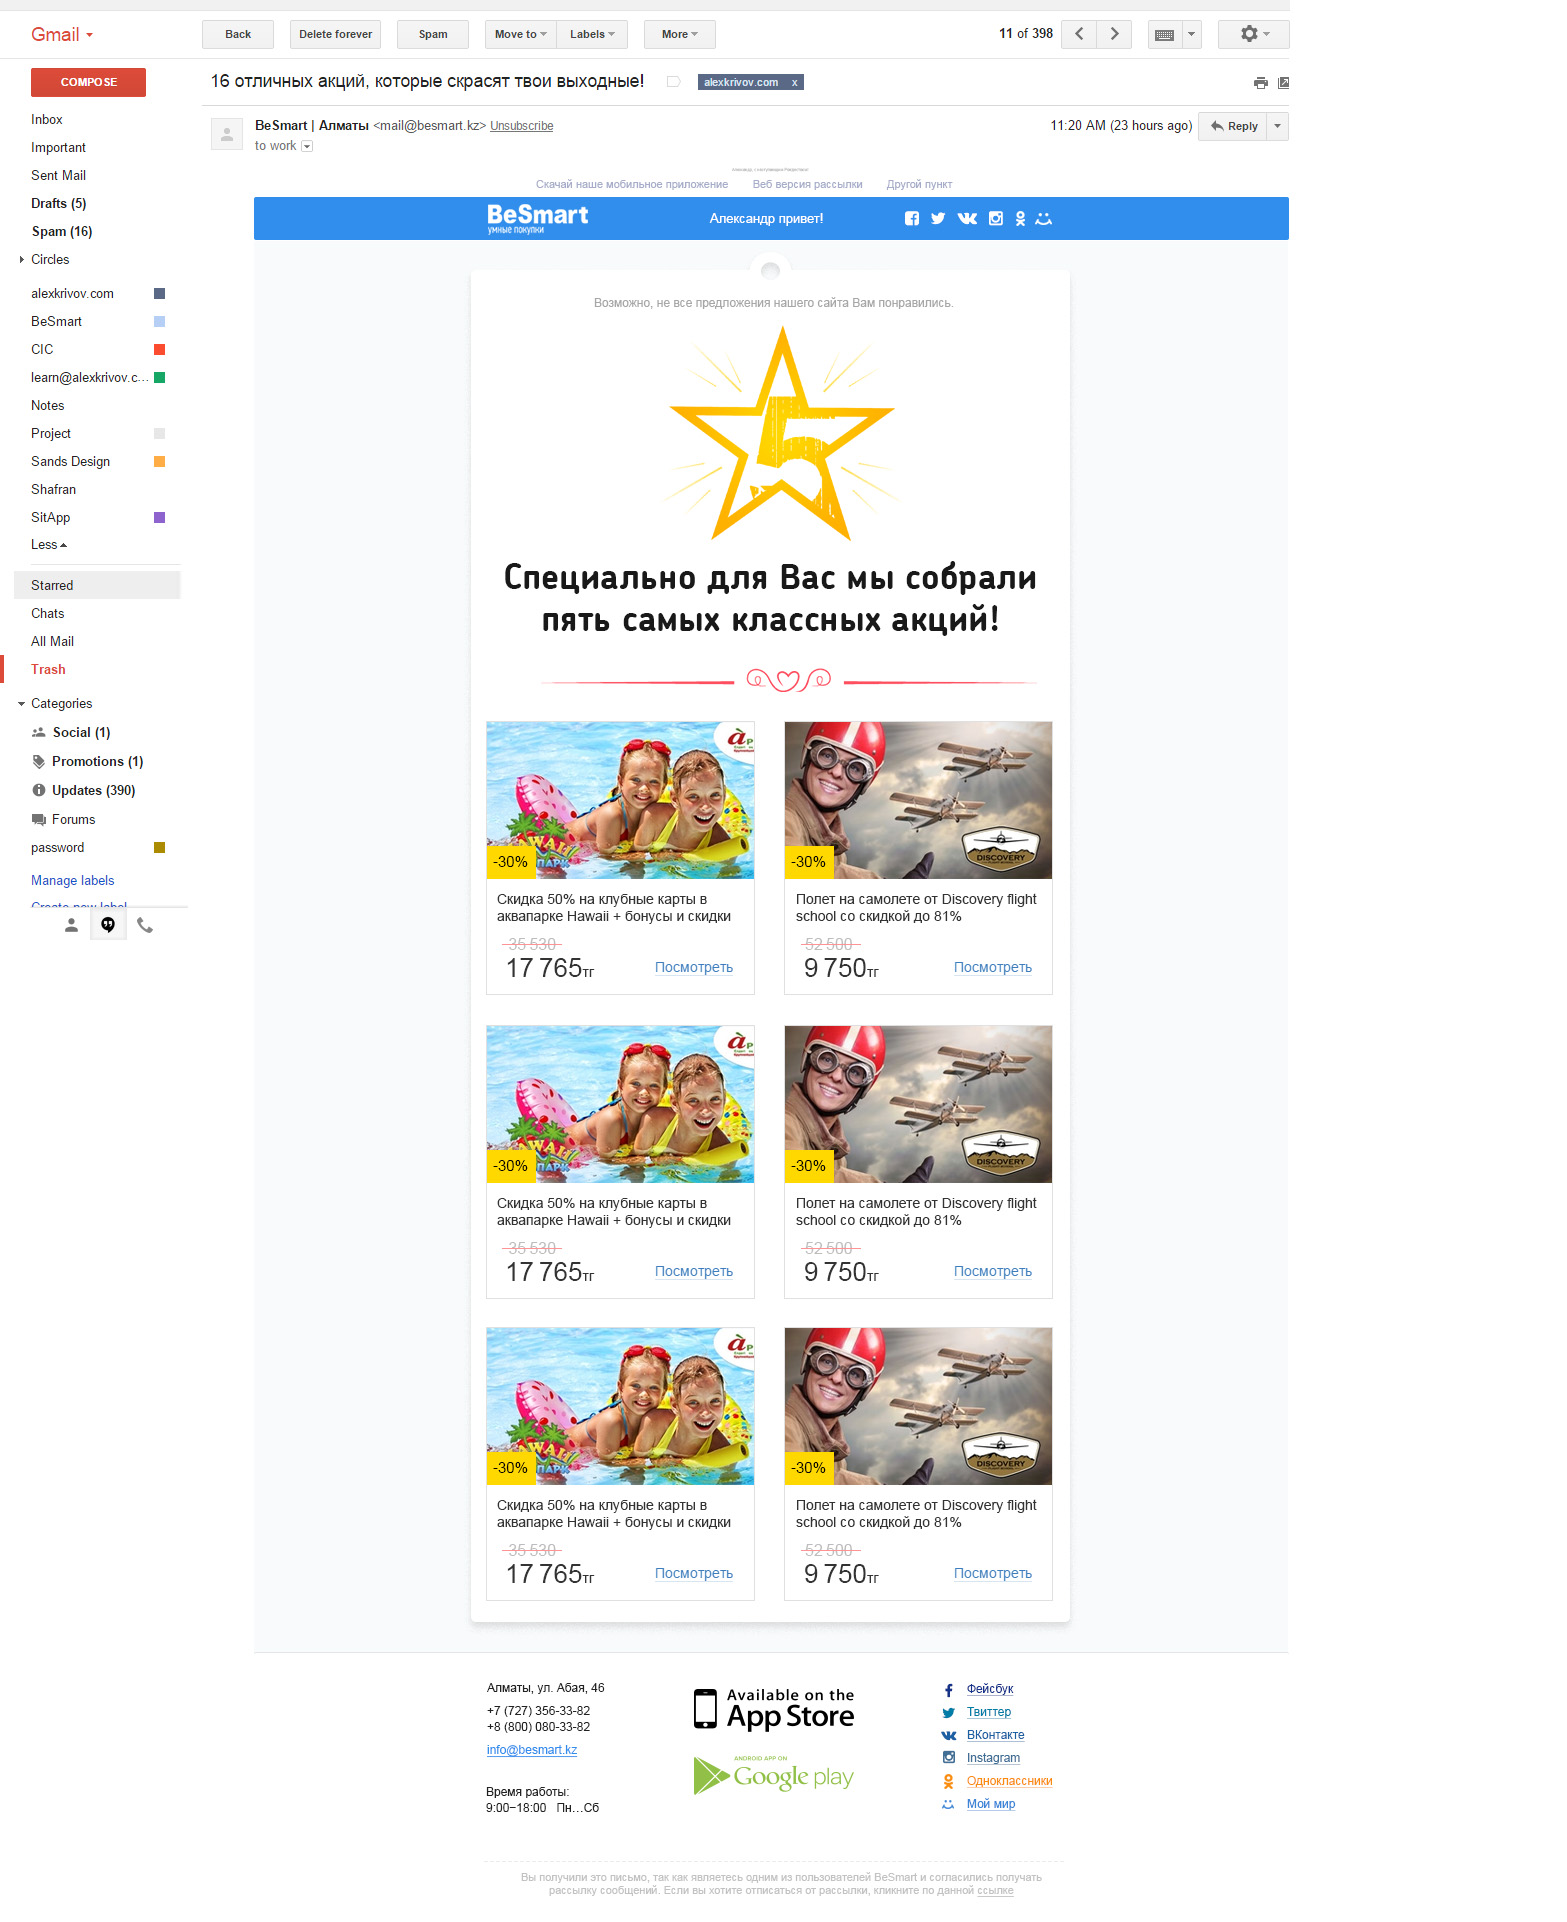 Gmail
Back
Delete forever
Spam
Move to
Labels
More
11 of 398
COMPOSE
16 отличных акций, которые скрасят твои выходные!
alexkrivov.com x
BeSmart | Алматы <mail@besmart.kz> Unsubscribe
11:20 AM (23 hours ago)
Reply
to work
Inbox
Important
Sent Mail
Drafts (5)
Spam (16)
Circles
alexkrivov.com
BeSmart
CIC
learn@alexkrivov.c...
Notes
Project
Sands Design
Shafran
SitApp
Less
Starred
Chats
All Mail
Trash
Categories
Social (1)
Promotions (1)
Updates (390)
Forums
password
Manage labels
Create new label
Скачай наше мобильное приложение
Веб версия рассылки
Другой пункт
BeSmart
умные покупки
Александр привет!
Возможно, не все предложения нашего сайта Вам понравились.
5
Специально для Вас мы собрали
пять самых классных акций!
-30%
Скидка 50% на клубные карты в
аквапарке Hawaii + бонусы и скидки
35 530
17 765тг
Посмотреть
DISCOVERY
-30%
Полет на самолете от Discovery flight
school со скидкой до 81%
52 500
9 750тг
Посмотреть
-30%
Скидка 50% на клубные карты в
аквапарке Hawaii + бонусы и скидки
35 530
17 765тг
Посмотреть
DISCOVERY
-30%
Полет на самолете от Discovery flight
school со скидкой до 81%
52 500
9 750тг
Посмотреть
-30%
Скидка 50% на клубные карты в
аквапарке Hawaii + бонусы и скидки
35 530
17 765тг
Посмотреть
DISCOVERY
-30%
Полет на самолете от Discovery flight
school со скидкой до 81%
52 500
9 750тг
Посмотреть
Алматы, ул. Абая, 46
+7 (727) 356-33-82
+8 (800) 080-33-82
info@besmart.kz
Время работы:
9:00–18:00 Пн...Сб
Available on the
App Store
ANDROID APP ON
Google play
Фейсбук
Твиттер
ВКонтакте
Instagram
Одноклассники
Мой мир
Вы получили это письмо, так как являетесь одним из пользователей BeSmart и согласились получать
рассылку сообщений. Если вы хотите отписаться от рассылки, кликните по данной ссылке